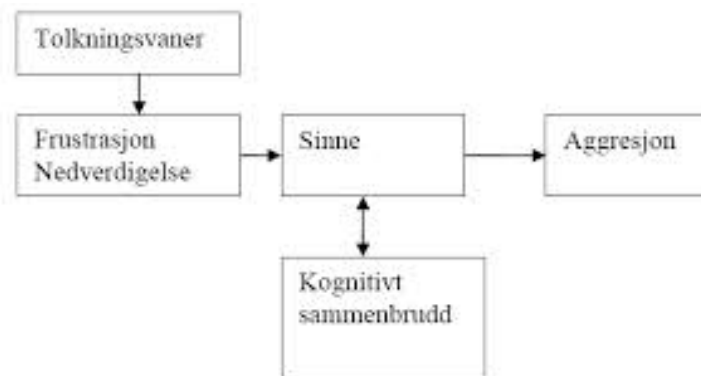 Tolkningsvaner
Frustrasjon
Nedverdigelse
Sinne
Aggresjon
Kognitivt
sammenbrudd